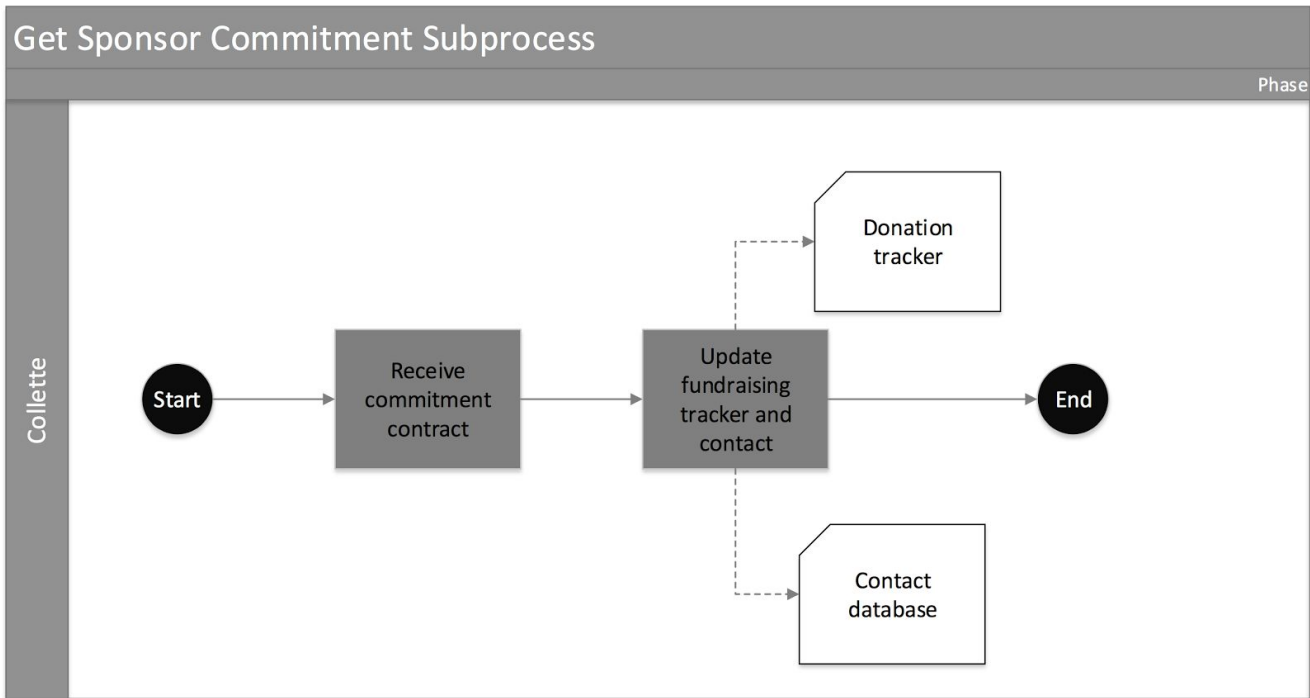 Get Sponsor Commitment Subprocess
Phase
Collette
Start
Receive
commitment
contract
Update
fundraising
tracker and
contact
Donation
tracker
Contact
database
End